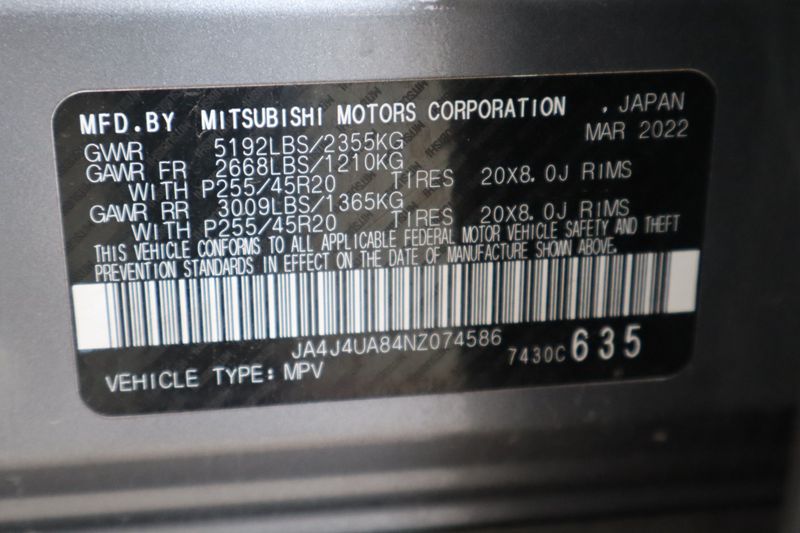 MFD.BY MITSUBISHI MOTORS CORPORATION , JAPAN
MAR 2022
GWWR 5192LBS/2355KG
GAWR FR 2668LBS/1210KG
WITH P255/45R20 TIRES 20X8.0J RIMS
GAWR RR 3009LBS/1365KG
WITH P255/45R20 TIRES 20X8.0J RIMS
THIS VEHICLE CONFORMS TO ALL APPLICABLE FEDERAL MOTOR VEHICLE SAFETY AND THEFT
PREVENTION STANDARDS IN EFFECT ON THE DATE OF MANUFACTURE SHOWN ABOVE.
JA4J4UA84NZ074586
7430C 635
VEHICLE TYPE: MPV